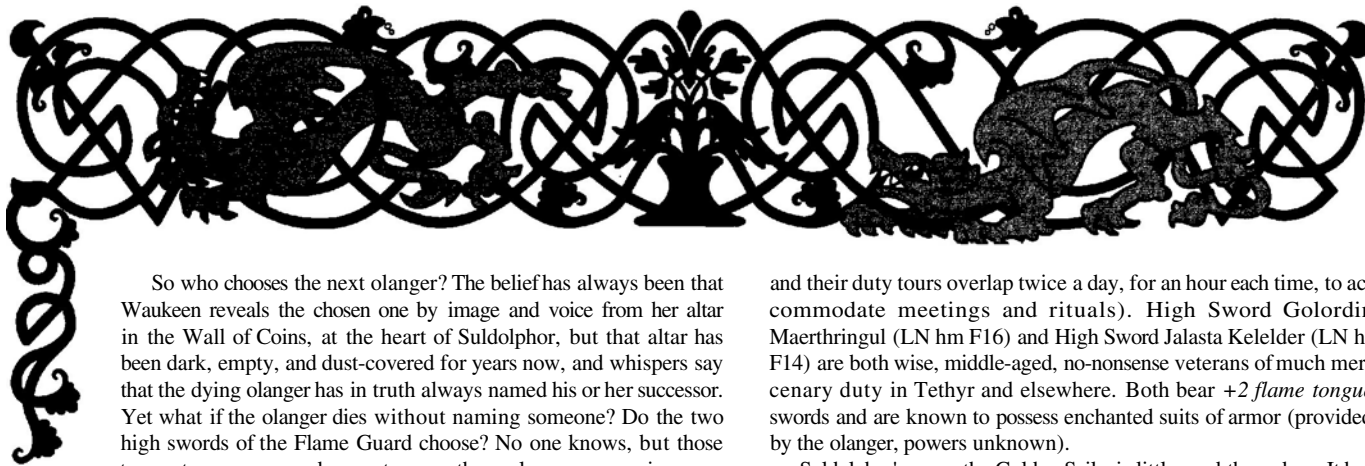 So who chooses the next olanger? The belief has always been that
Waukeen reveals the chosen one by image and voice from her altar
in the Wall of Coins, at the heart of Suldolphor, but that altar has
been dark, empty, and dust-covered for years now, and whispers say
that the dying olanger has in truth always named his or her successor.
Yet what if the olanger dies without naming someone? Do the two
high swords of the Flame Guard choose? No one knows, but those
and their duty tours overlap twice a day, for an hour each time, to ac
commodate meetings and rituals). High Sword Golordin
Maerthringul (LN hm F16) and High Sword Jalasta Kelelder (LN h
F14) are both wise, middle-aged, no-nonsense veterans of much mer
cenary duty in Tethyr and elsewhere. Both bear +2 flame tongue
swords and are known to possess enchanted suits of armor (provided
by the olanger, powers unknown).